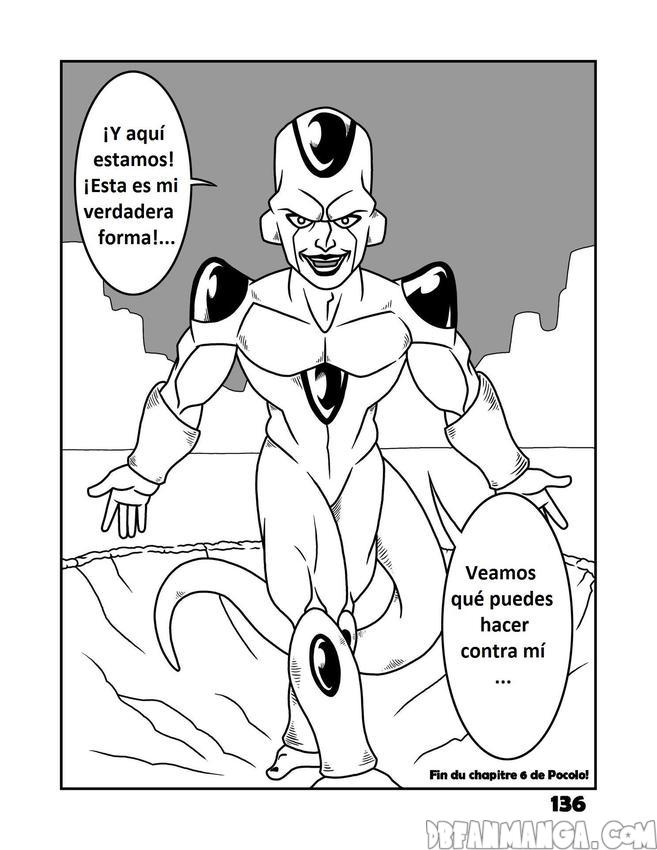 ¡Y aquí
estamos!
¡Esta es mi
verdadera
forma!...
Veamos
qué puedes
hacer
contra mí
...
Fin du chapitre 6 de Pocolo!
136
DBFANMANGA.COM